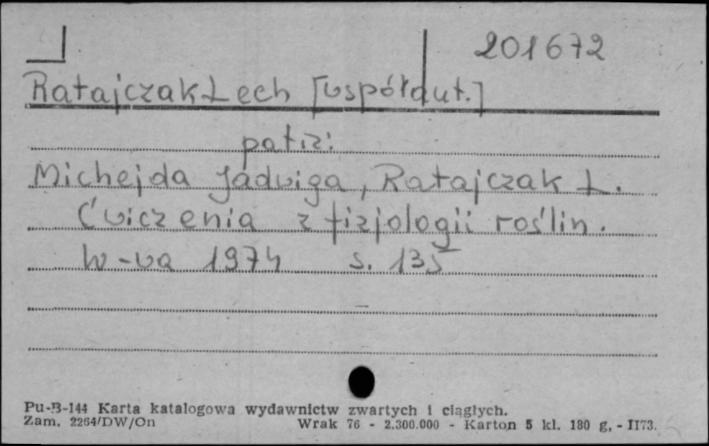 201672
Ratajczak Lech [współaut.]
patrz:
Michejda Jadwiga, Ratajczak L.
Ćwiczenia z fizjologii roślin.
W-wa 1974 s. 135
Pu-B-144 Karta katalogowa wydawnictw zwartych i ciągłych.
Zam. 2264/DW/On Wrak 76 - 2.300.000 - Karton 5 kl. 180 g. - II73.